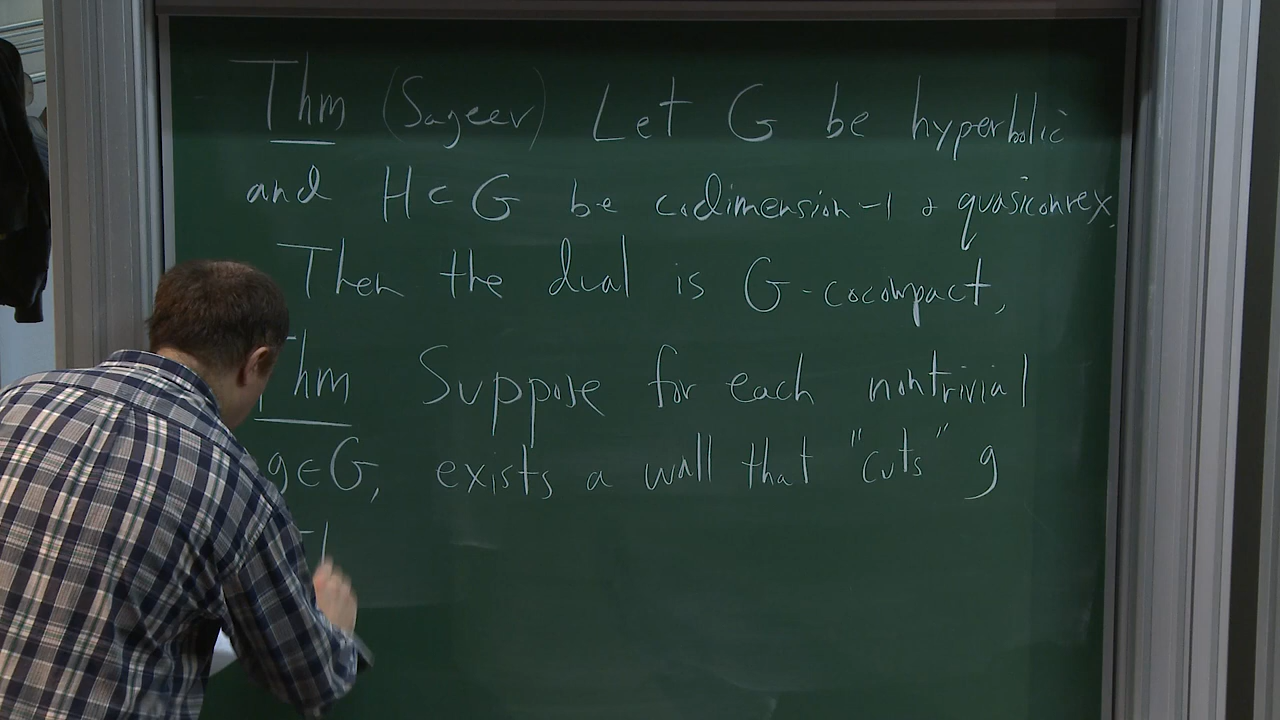 Thm (Sageev) Let G be hyperbolic
and H ⊂ G be codimension-1 & quasiconvex.
Then the dual is G-cocompact,
Thm Suppose for each nontrivial
g∈G, exists a wall that "cuts" g